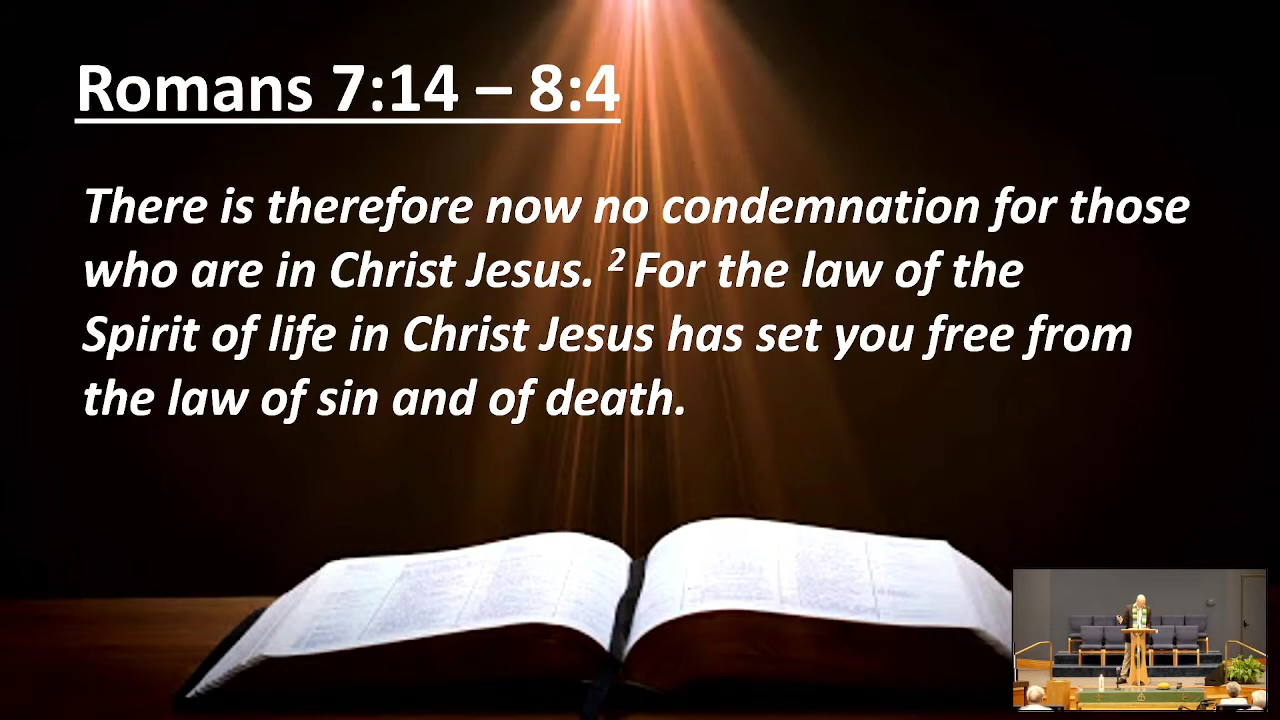 Romans 7:14 – 8:4
There is therefore now no condemnation for those
who are in Christ Jesus. ² For the law of the
Spirit of life in Christ Jesus has set you free from
the law of sin and of death.